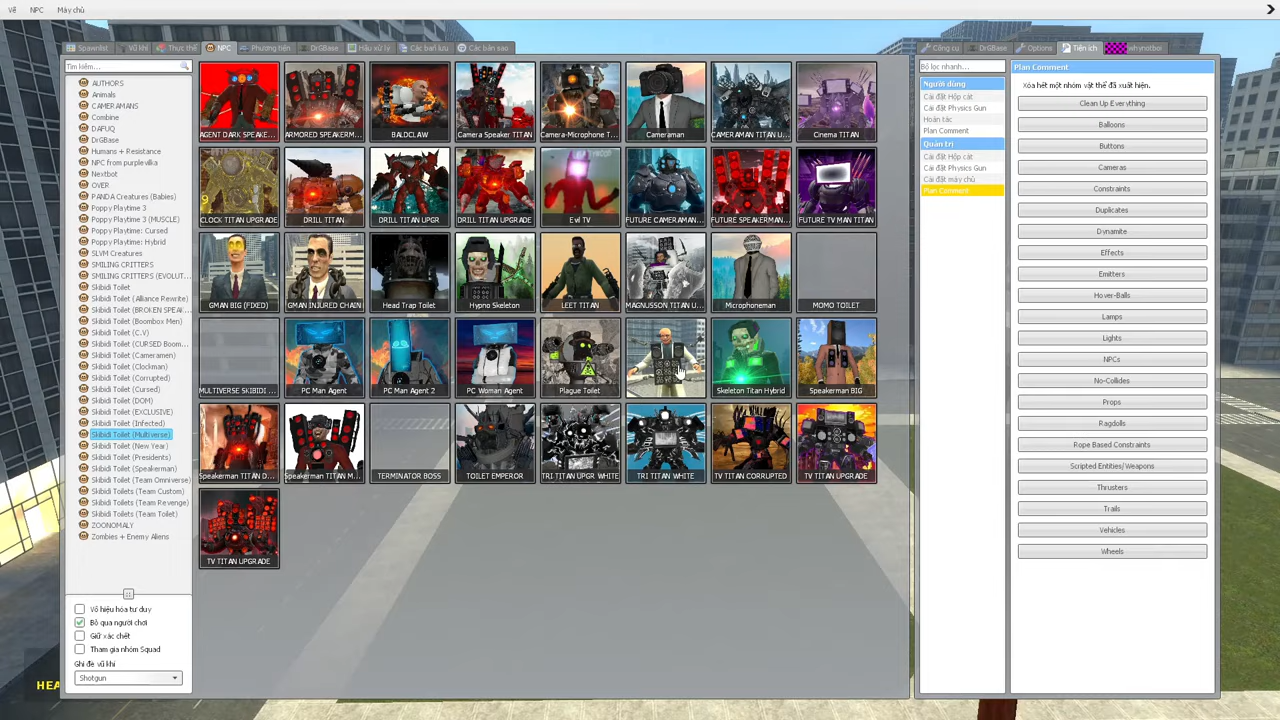 Vẽ NPC Máy chủ
Spawnlist Vũ khí Thực thể NPC Phương tiện DrGBase Hậu xử lý Các bạn lưu Các bản sao
Công cụ DrGBase Options Tiện ích whynotboi
Tìm kiếm...
AUTHORS
Animals
CAMERAMANS
Combine
DAFUQ
DrGBase
Humans + Resistance
NPC from purplevilka
Nextbot
OVER
PANDA Creatures (Babies)
Poppy Playtime 3
Poppy Playtime 3 (MUSCLE)
Poppy Playtime: Cursed
Poppy Playtime: Hybrid
SLVM Creatures
SMILING CRITTERS
SMILING CRITTERS (EVOLUT...
Skibidi Toilet
Skibidi Toilet (Alliance Rewrite)
Skibidi Toilet (BROKEN SPEAK...
Skibidi Toilet (Boombox Men)
Skibidi Toilet (C.V)
Skibidi Toilet (CURSED Boom...
Skibidi Toilet (Cameramen)
Skibidi Toilet (Clockman)
Skibidi Toilet (Corrupted)
Skibidi Toilet (Cursed)
Skibidi Toilet (DOM)
Skibidi Toilet (EXCLUSIVE)
Skibidi Toilet (Infected)
Skibidi Toilet (Multiverse)
Skibidi Toilet (New Year)
Skibidi Toilet (Presidents)
Skibidi Toilet (Speakerman)
Skibidi Toilet (Team Omniverse)
Skibidi Toilets (Team Custom)
Skibidi Toilets (Team Revenge)
Skibidi Toilets (Team Toilet)
ZOONOMALY
Zombies + Enemy Aliens
Vô hiệu hóa tư duy
Bỏ qua người chơi
Giữ xác chết
Tham gia nhóm Squad
Ghi đè vũ khí
Shotgun
HEA
AGENT DARK SPEAKE... ARMORED SPEAKERM... BALDCLAW Camera Speaker TITAN Camera-Microphone T... Cameraman CAMERAMAN TITAN U... Cinema TITAN
CLOCK TITAN UPGRADE DRILL TITAN DRILL TITAN UPGR DRILL TITAN UPGRADE Evil TV FUTURE CAMERAMAN... FUTURE SPEAKERMAN... FUTURE TV MAN TITAN
GMAN BIG (FIXED) GMAN INJURED CHAIN Head Trap Toilet Hypno Skeleton LEET TITAN MAGNUSSON TITAN U... Microphoneman MOMO TOILET
MULTIVERSE SKIBIDI ... PC Man Agent PC Man Agent 2 PC Woman Agent Plague Toilet Skeleton Titan Hybrid Speakerman BIG
Speakerman TITAN D... Speakerman TITAN M... TERMINATOR BOSS TOILET EMPEROR TRI TITAN UPGR WHITE TRI TITAN WHITE TV TITAN CORRUPTED TV TITAN UPGRADE
TV TITAN UPGRADE
Bộ lọc nhanh...
Người dùng
Cài đặt Hộp cát
Cài đặt Physics Gun
Hoàn tác
Plan Comment
Quản trị
Cài đặt Hộp cát
Cài đặt Physics Gun
Cài đặt máy chủ
Plan Comment
Plan Comment
Xóa hết một nhóm vật thể đã xuất hiện.
Clean Up Everything
Balloons
Buttons
Cameras
Constraints
Duplicates
Dynamite
Effects
Emitters
Hover-Balls
Lamps
Lights
NPCs
No-Collides
Props
Ragdolls
Rope Based Constraints
Scripted Entities/Weapons
Thrusters
Trails
Vehicles
Wheels